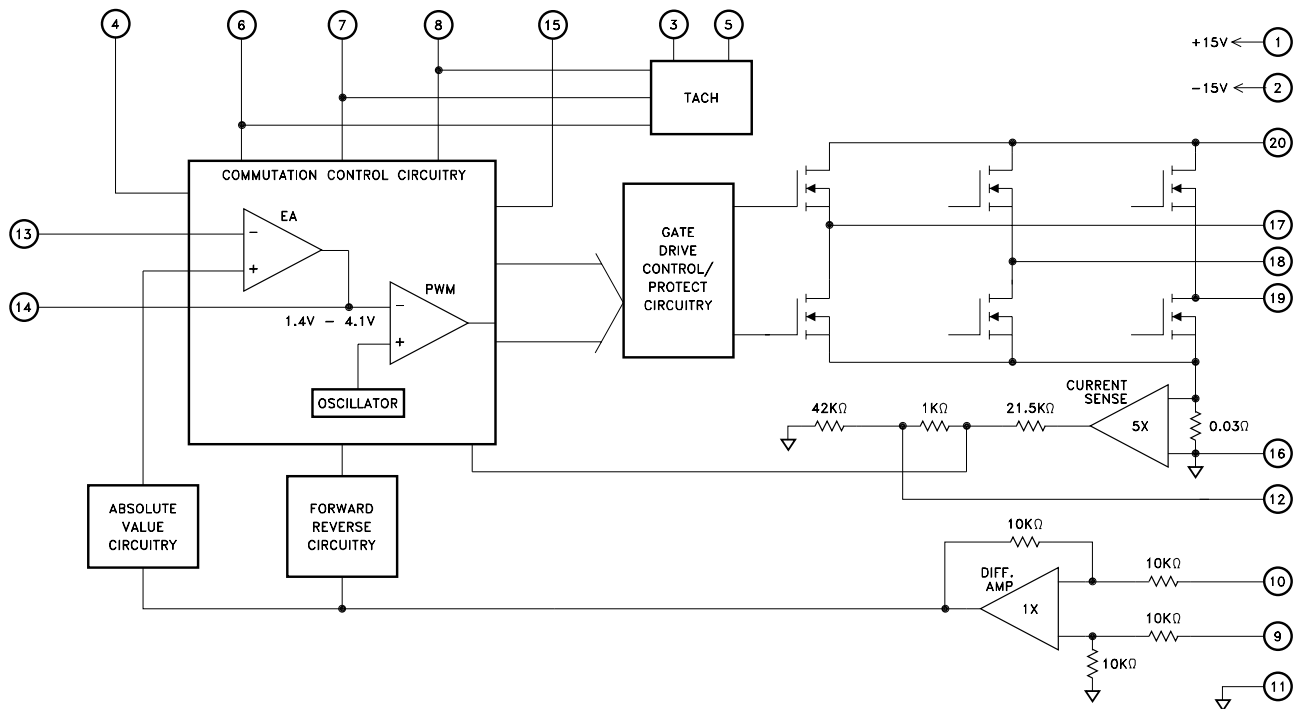 4
6
7
8
15
3
5
+15V
1
-15V
2
TACH
20
COMMUTATION CONTROL CIRCUITRY
EA
-
+
13
14
1.4V - 4.1V
PWM
-
+
OSCILLATOR
GATE
DRIVE
CONTROL/
PROTECT
CIRCUITRY
17
18
19
CURRENT
SENSE
5X
42KΩ
1KΩ
21.5KΩ
0.03Ω
16
12
ABSOLUTE
VALUE
CIRCUITRY
FORWARD
REVERSE
CIRCUITRY
10KΩ
DIFF.
AMP
1X
10KΩ
10
10KΩ
9
10KΩ
11